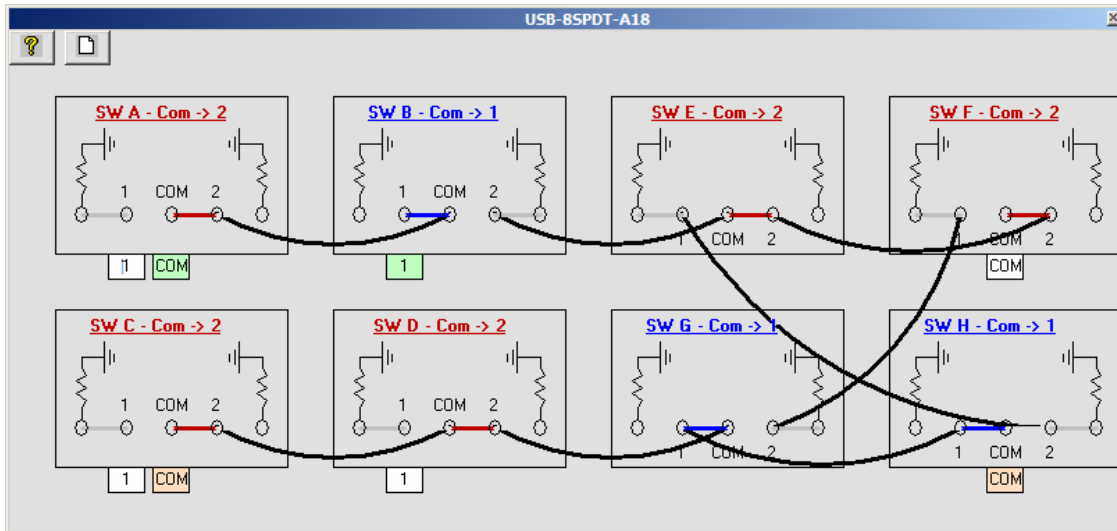 USB-8SPDT-A18
SW A - Com -> 2
SW B - Com -> 1
SW E - Com -> 2
SW F - Com -> 2
1 COM 2
1 COM 2
1 COM 2
1 COM 2
1 COM
1
COM
SW C - Com -> 2
SW D - Com -> 2
SW G - Com -> 1
SW H - Com -> 1
1 COM 2
1 COM 2
1 COM 2
1 COM 2
1 COM
1
COM